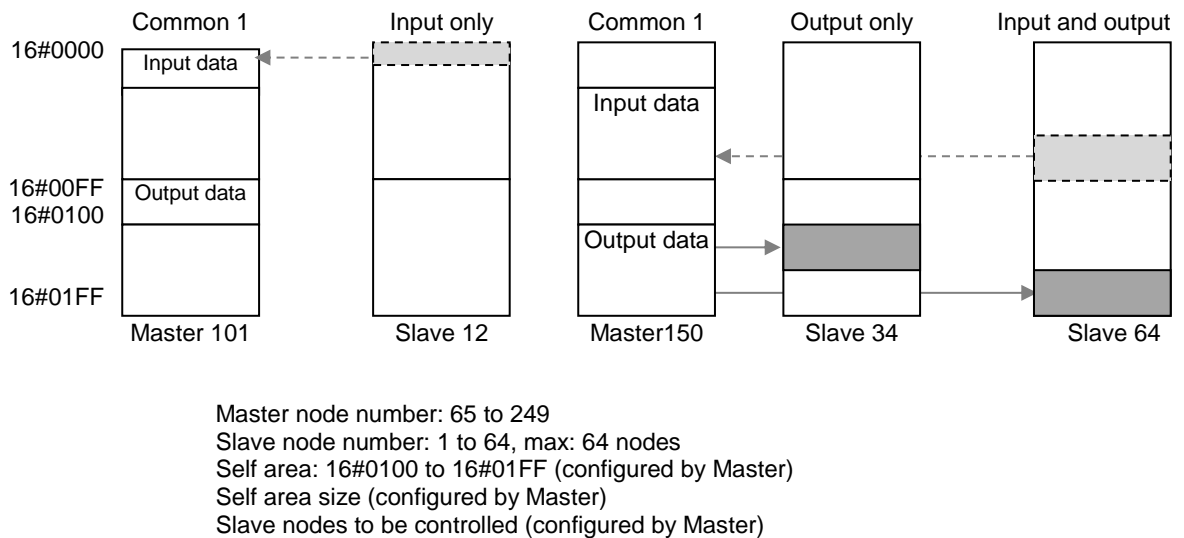 Common 1
Input only
Common 1
Output only
Input and output
16#0000
Input data
Input data
16#00FF
Output data
16#0100
Output data
16#01FF
Master 101
Slave 12
Master150
Slave 34
Slave 64
Master node number: 65 to 249
Slave node number: 1 to 64, max: 64 nodes
Self area: 16#0100 to 16#01FF (configured by Master)
Self area size (configured by Master)
Slave nodes to be controlled (configured by Master)